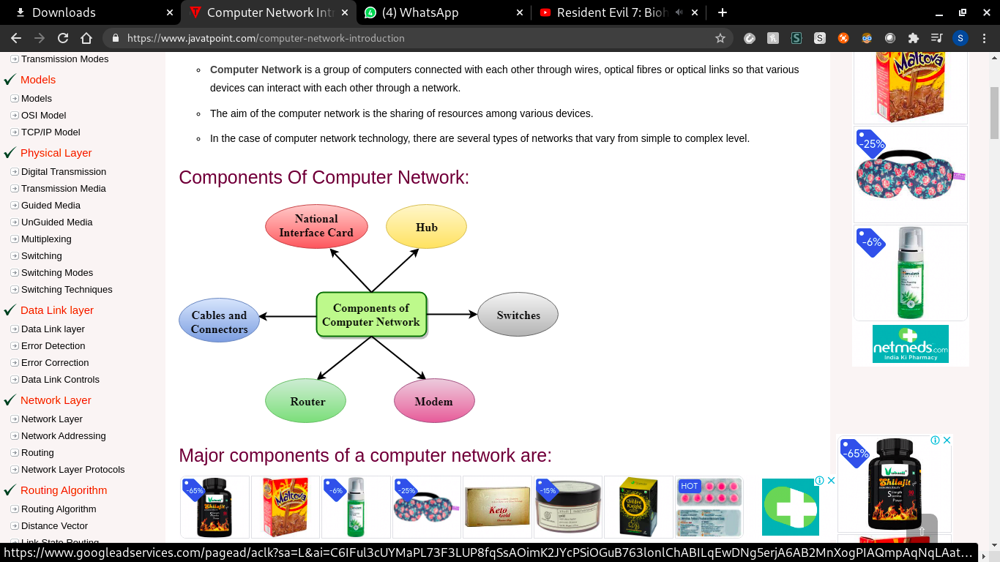 Downloads
Computer Network Intr
(4) WhatsApp
Resident Evil 7: Bioh
https://www.javatpoint.com/computer-network-introduction
S
Transmission Modes
Models
Models
OSI Model
TCP/IP Model
Physical Layer
Digital Transmission
Transmission Media
Guided Media
UnGuided Media
Multiplexing
Switching
Switching Modes
Switching Techniques
Data Link layer
Data Link layer
Error Detection
Error Correction
Data Link Controls
Network Layer
Network Layer
Network Addressing
Routing
Network Layer Protocols
Routing Algorithm
Routing Algorithm
Distance Vector
Link State Routing
Computer Network is a group of computers connected with each other through wires, optical fibres or optical links so that various
devices can interact with each other through a network.
The aim of the computer network is the sharing of resources among various devices.
In the case of computer network technology, there are several types of networks that vary from simple to complex level.
Components Of Computer Network:
National
Interface Card
Hub
Cables and
Connectors
Components of
Computer Network
Switches
Router
Modem
Major components of a computer network are:
-65%
-6%
-25%
Keto
Gold
-15%
HOT
Maltova
-25%
-6%
Himalaya
netmeds.com
India Ki Pharmacy
-65%
Shilajit
Strength
Stamina
Power
https://www.googleadservices.com/pagead/aclk?sa=L&ai=C6IFul3cUYMaPL73F3LUP8fqSsAOimK2JYcPSiOGuB763lonlChABILqEwDNg5erjA6AB2MnXogPIAQmpAqNqLAat...